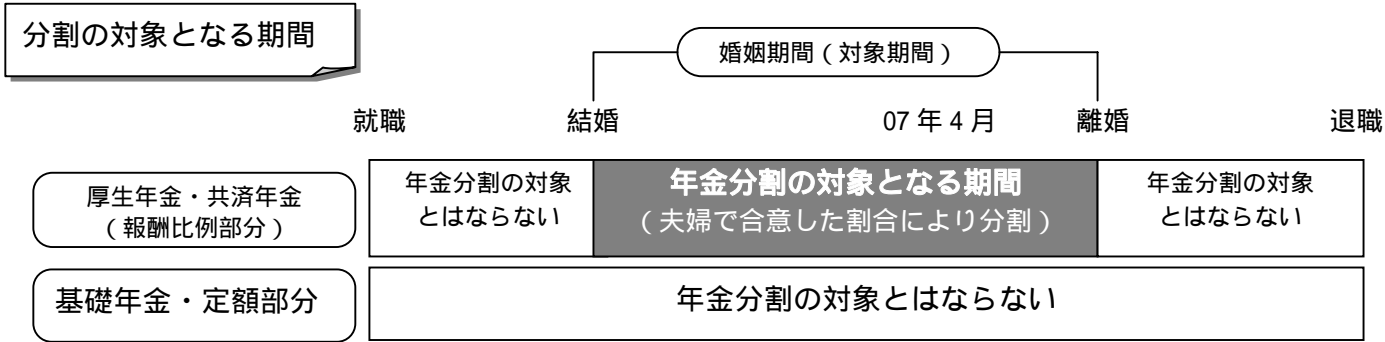 分割の対象となる期間
婚姻期間（対象期間）
就職 結婚 07年4月 離婚 退職
厚生年金・共済年金
（報酬比例部分）
年金分割の対象
とはならない
年金分割の対象となる期間
（夫婦で合意した割合により分割）
年金分割の対象
とはならない
基礎年金・定額部分
年金分割の対象とはならない